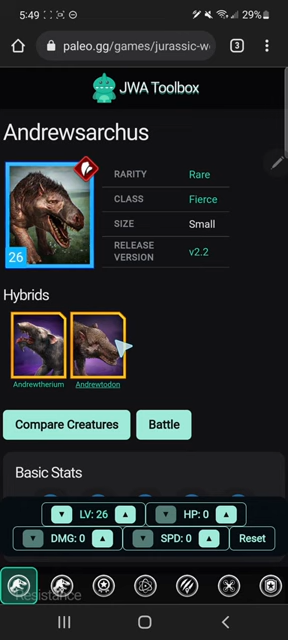 5:49 29%
paleo.gg/games/jurassic-w 3
JWA Toolbox
Andrewsarchus
26
RARITY Rare
CLASS Fierce
SIZE Small
RELEASE VERSION v2.2
Hybrids
Andrewtherium Andrewtodon
Compare Creatures Battle
Basic Stats
▼ LV: 26 ▲ ▼ HP: 0 ▲
▼ DMG: 0 ▲ ▼ SPD: 0 ▲ Reset
Resistance